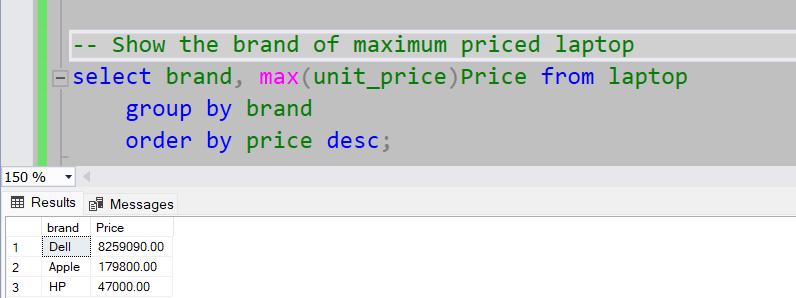 -- Show the brand of maximum priced laptop
select brand, max(unit_price)Price from laptop
group by brand
order by price desc;
150 %
Results Messages
brand Price
1 Dell 8259090.00
2 Apple 179800.00
3 HP 47000.00